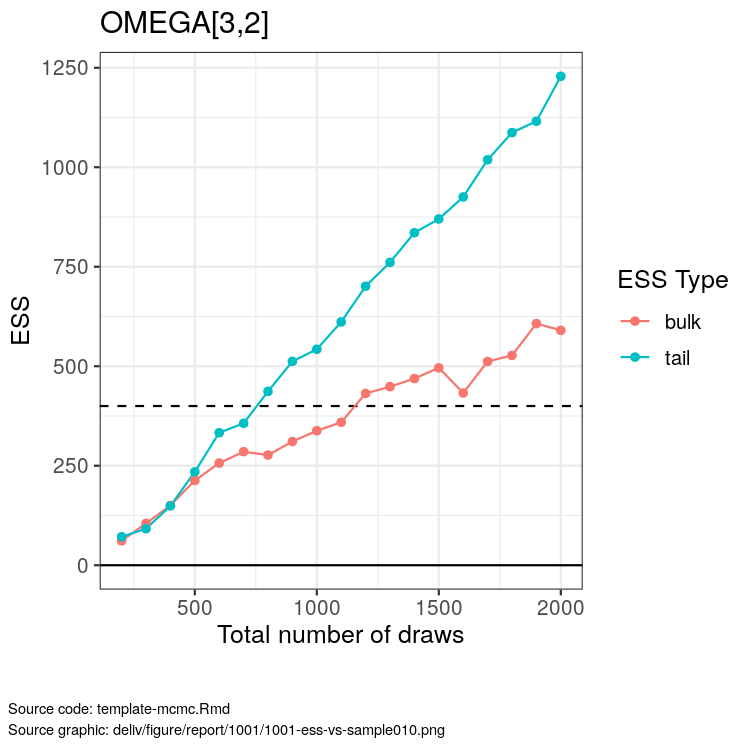 OMEGA[3,2]
1250
1000
750
500
250
0
ESS
500 1000 1500 2000
Total number of draws
ESS Type
bulk
tail
Source code: template-mcmc.Rmd
Source graphic: deliv/figure/report/1001/1001-ess-vs-sample010.png